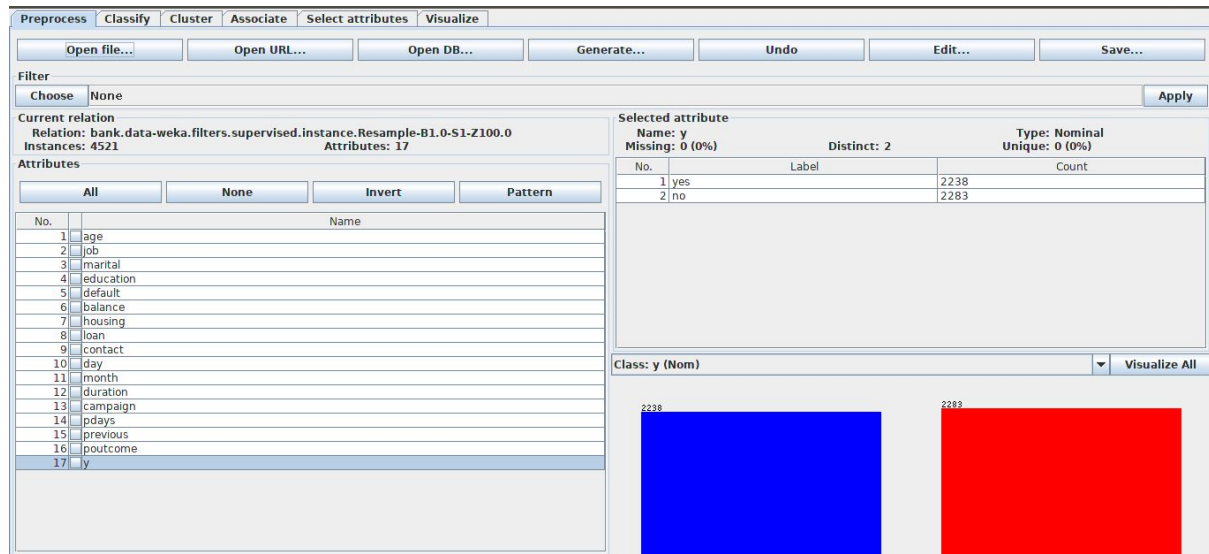 Preprocess Classify Cluster Associate Select attributes Visualize
Open file... Open URL... Open DB... Generate... Undo Edit... Save...
Filter
Choose None Apply
Current relation
Relation: bank.data-weka.filters.supervised.instance.Resample-B1.0-S1-Z100.0
Instances: 4521 Attributes: 17
Attributes
All None Invert Pattern
No. Name
1 age
2 job
3 marital
4 education
5 default
6 balance
7 housing
8 loan
9 contact
10 day
11 month
12 duration
13 campaign
14 pdays
15 previous
16 poutcome
17 y
Selected attribute
Name: y Type: Nominal
Missing: 0 (0%) Distinct: 2 Unique: 0 (0%)
No. Label Count
1 yes 2238
2 no 2283
Class: y (Nom) Visualize All
2238 2283